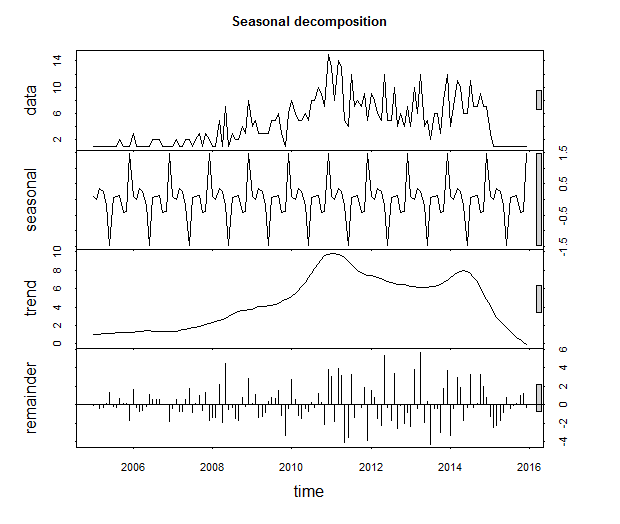 Seasonal decomposition
data
2 6 10 14
seasonal
-1.5 -0.5 0.5 1.5
trend
0 2 4 6 8 10
remainder
-4 -2 0 2 4 6
2006 2008 2010 2012 2014 2016
time